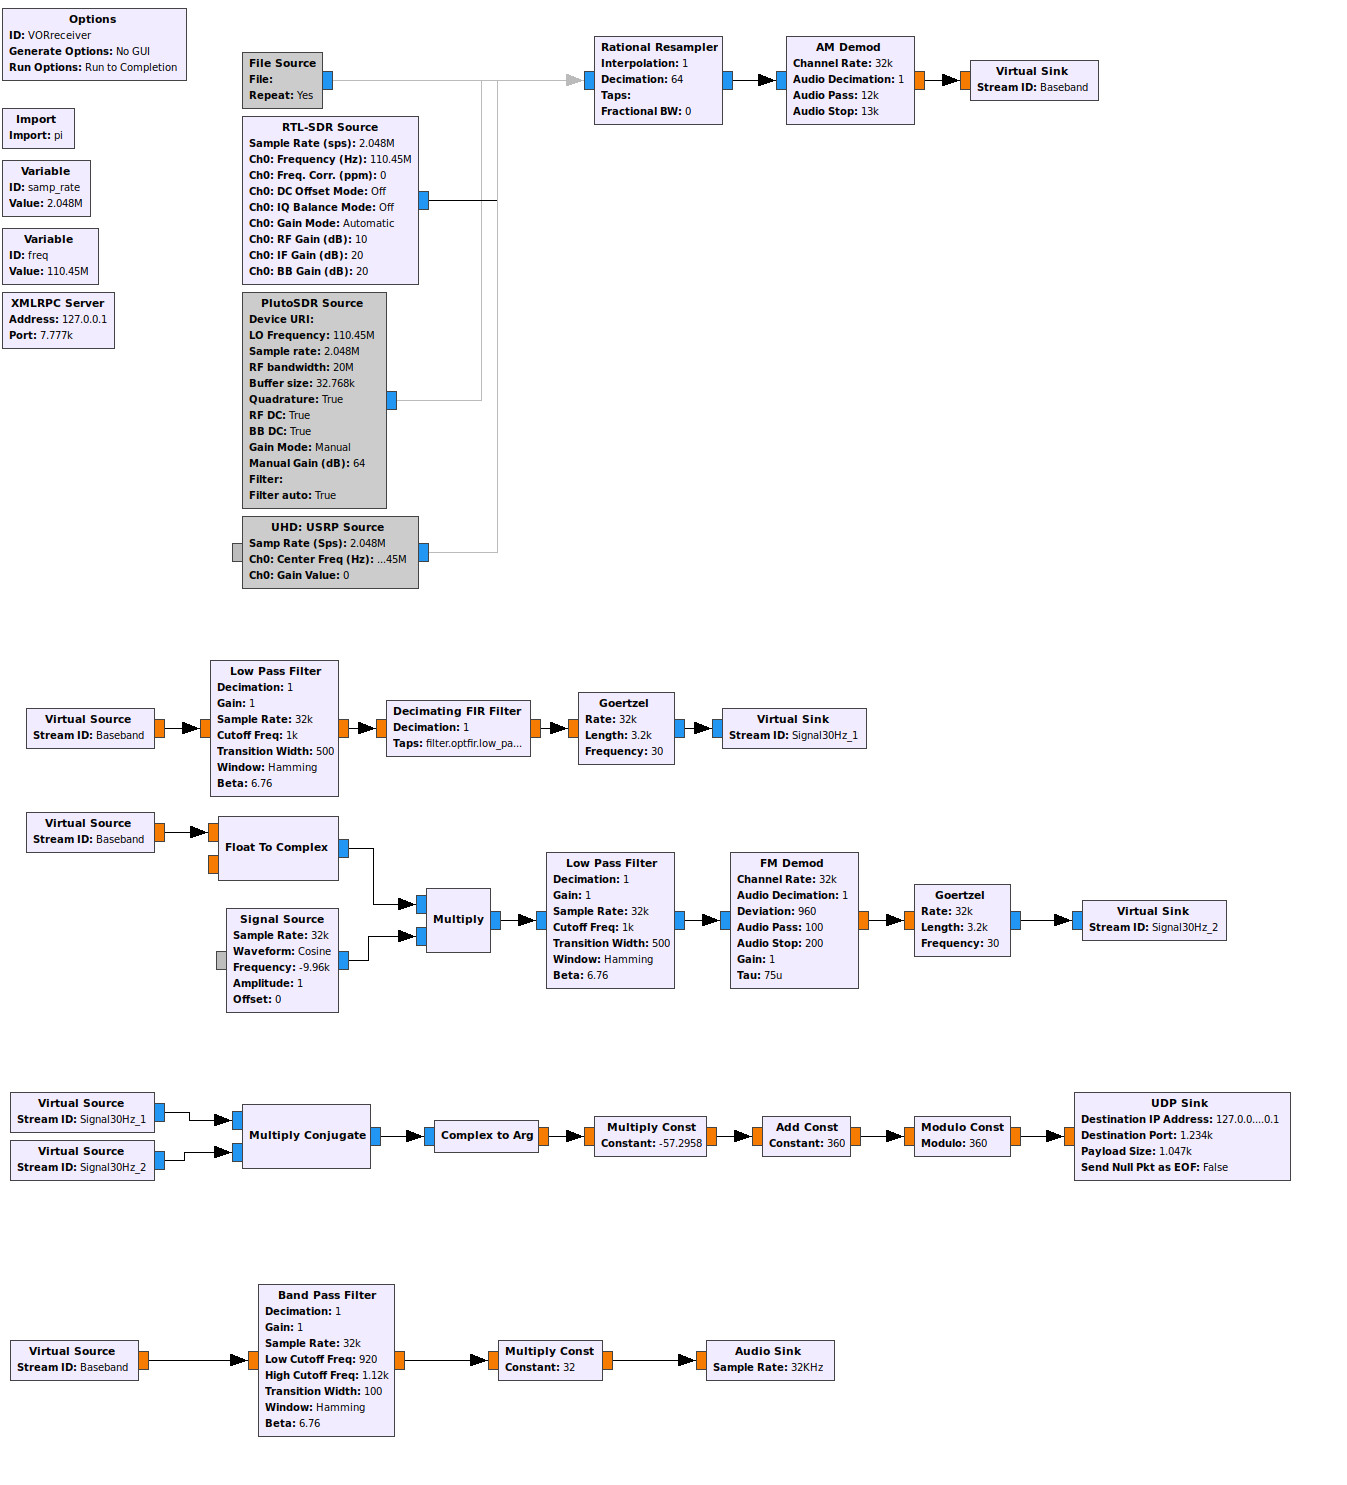 Options
ID: VORreceiver
Generate Options: No GUI
Run Options: Run to Completion
Import
Import: pi
Variable
ID: samp_rate
Value: 2.048M
Variable
ID: freq
Value: 110.45M
XMLRPC Server
Address: 127.0.0.1
Port: 7.777k
File Source
File:
Repeat: Yes
RTL-SDR Source
Sample Rate (sps): 2.048M
Ch0: Frequency (Hz): 110.45M
Ch0: Freq. Corr. (ppm): 0
Ch0: DC Offset Mode: Off
Ch0: IQ Balance Mode: Off
Ch0: Gain Mode: Automatic
Ch0: RF Gain (dB): 10
Ch0: IF Gain (dB): 20
Ch0: BB Gain (dB): 20
PlutoSDR Source
Device URI:
LO Frequency: 110.45M
Sample rate: 2.048M
RF bandwidth: 20M
Buffer size: 32.768k
Quadrature: True
RF DC: True
BB DC: True
Gain Mode: Manual
Manual Gain (dB): 64
Filter:
Filter auto: True
UHD: USRP Source
Samp Rate (Sps): 2.048M
Ch0: Center Freq (Hz): ...45M
Ch0: Gain Value: 0
Rational Resampler
Interpolation: 1
Decimation: 64
Taps:
Fractional BW: 0
AM Demod
Channel Rate: 32k
Audio Decimation: 1
Audio Pass: 12k
Audio Stop: 13k
Virtual Sink
Stream ID: Baseband
Virtual Source
Stream ID: Baseband
Low Pass Filter
Decimation: 1
Gain: 1
Sample Rate: 32k
Cutoff Freq: 1k
Transition Width: 500
Window: Hamming
Beta: 6.76
Decimating FIR Filter
Decimation: 1
Taps: filter.optfir.low_pa...
Goertzel
Rate: 32k
Length: 3.2k
Frequency: 30
Virtual Sink
Stream ID: Signal30Hz_1
Virtual Source
Stream ID: Baseband
Float To Complex
Signal Source
Sample Rate: 32k
Waveform: Cosine
Frequency: -9.96k
Amplitude: 1
Offset: 0
Multiply
Low Pass Filter
Decimation: 1
Gain: 1
Sample Rate: 32k
Cutoff Freq: 1k
Transition Width: 500
Window: Hamming
Beta: 6.76
FM Demod
Channel Rate: 32k
Audio Decimation: 1
Deviation: 960
Audio Pass: 100
Audio Stop: 200
Gain: 1
Tau: 75u
Goertzel
Rate: 32k
Length: 3.2k
Frequency: 30
Virtual Sink
Stream ID: Signal30Hz_2
Virtual Source
Stream ID: Signal30Hz_1
Virtual Source
Stream ID: Signal30Hz_2
Multiply Conjugate
Complex to Arg
Multiply Const
Constant: -57.2958
Add Const
Constant: 360
Modulo Const
Modulo: 360
UDP Sink
Destination IP Address: 127.0.0....0.1
Destination Port: 1.234k
Payload Size: 1.047k
Send Null Pkt as EOF: False
Virtual Source
Stream ID: Baseband
Band Pass Filter
Decimation: 1
Gain: 1
Sample Rate: 32k
Low Cutoff Freq: 920
High Cutoff Freq: 1.12k
Transition Width: 100
Window: Hamming
Beta: 6.76
Multiply Const
Constant: 32
Audio Sink
Sample Rate: 32KHz